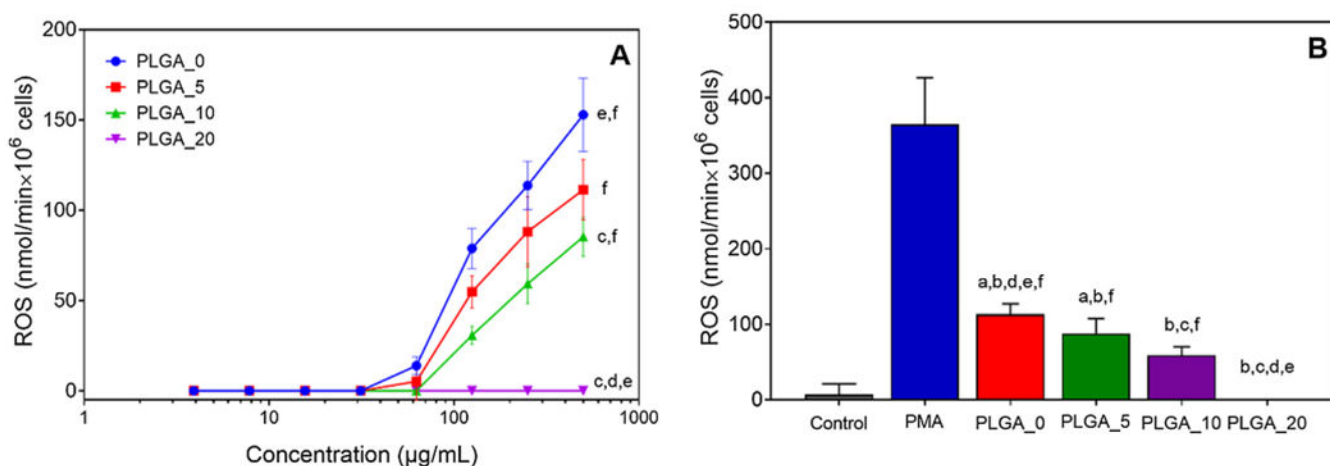 A
ROS (nmol/min×10⁶ cells)
200
150
100
50
0
PLGA_0
PLGA_5
PLGA_10
PLGA_20
e,f
f
c,f
c,d,e
1
10
100
1000
Concentration (µg/mL)
B
ROS (nmol/min×10⁶ cells)
500
400
300
200
100
0
a,b,d,e,f
a,b,f
b,c,f
b,c,d,e
Control
PMA
PLGA_0
PLGA_5
PLGA_10
PLGA_20